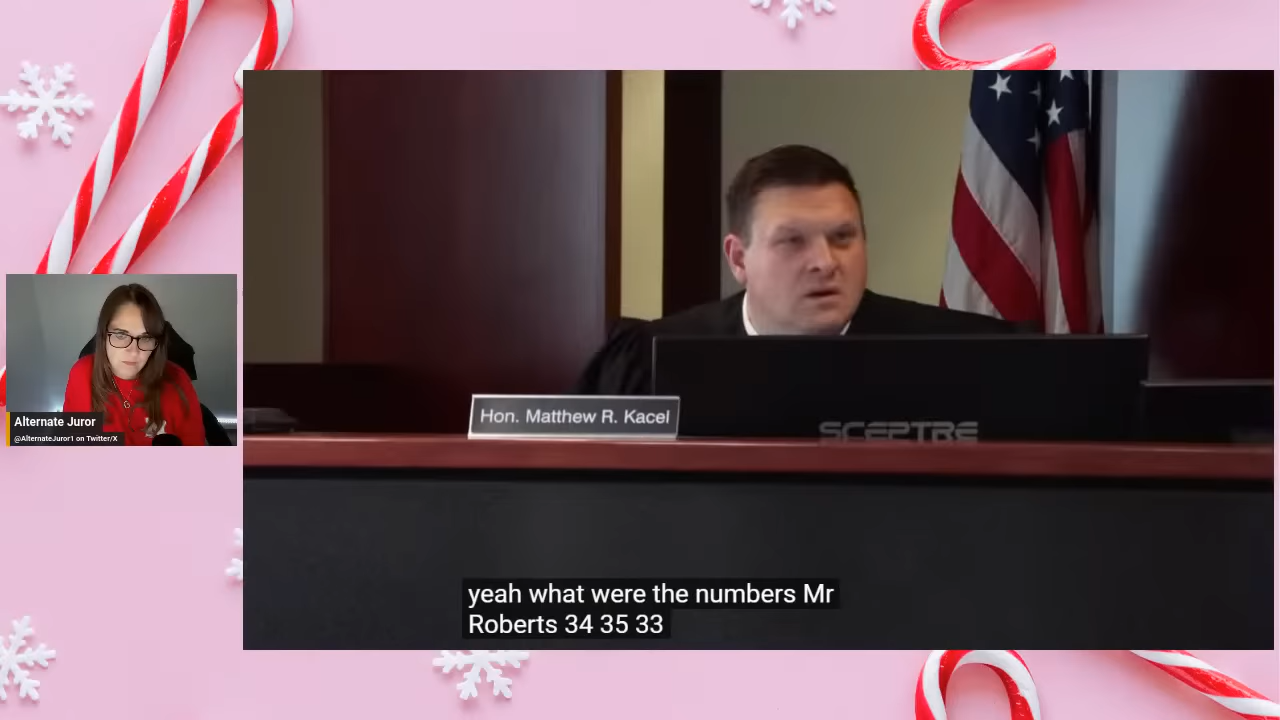 Alternate Juror
@AlternateJuror1 on Twitter/X
Hon. Matthew R. Kacel
SCEPTRE
yeah what were the numbers Mr
Roberts 34 35 33